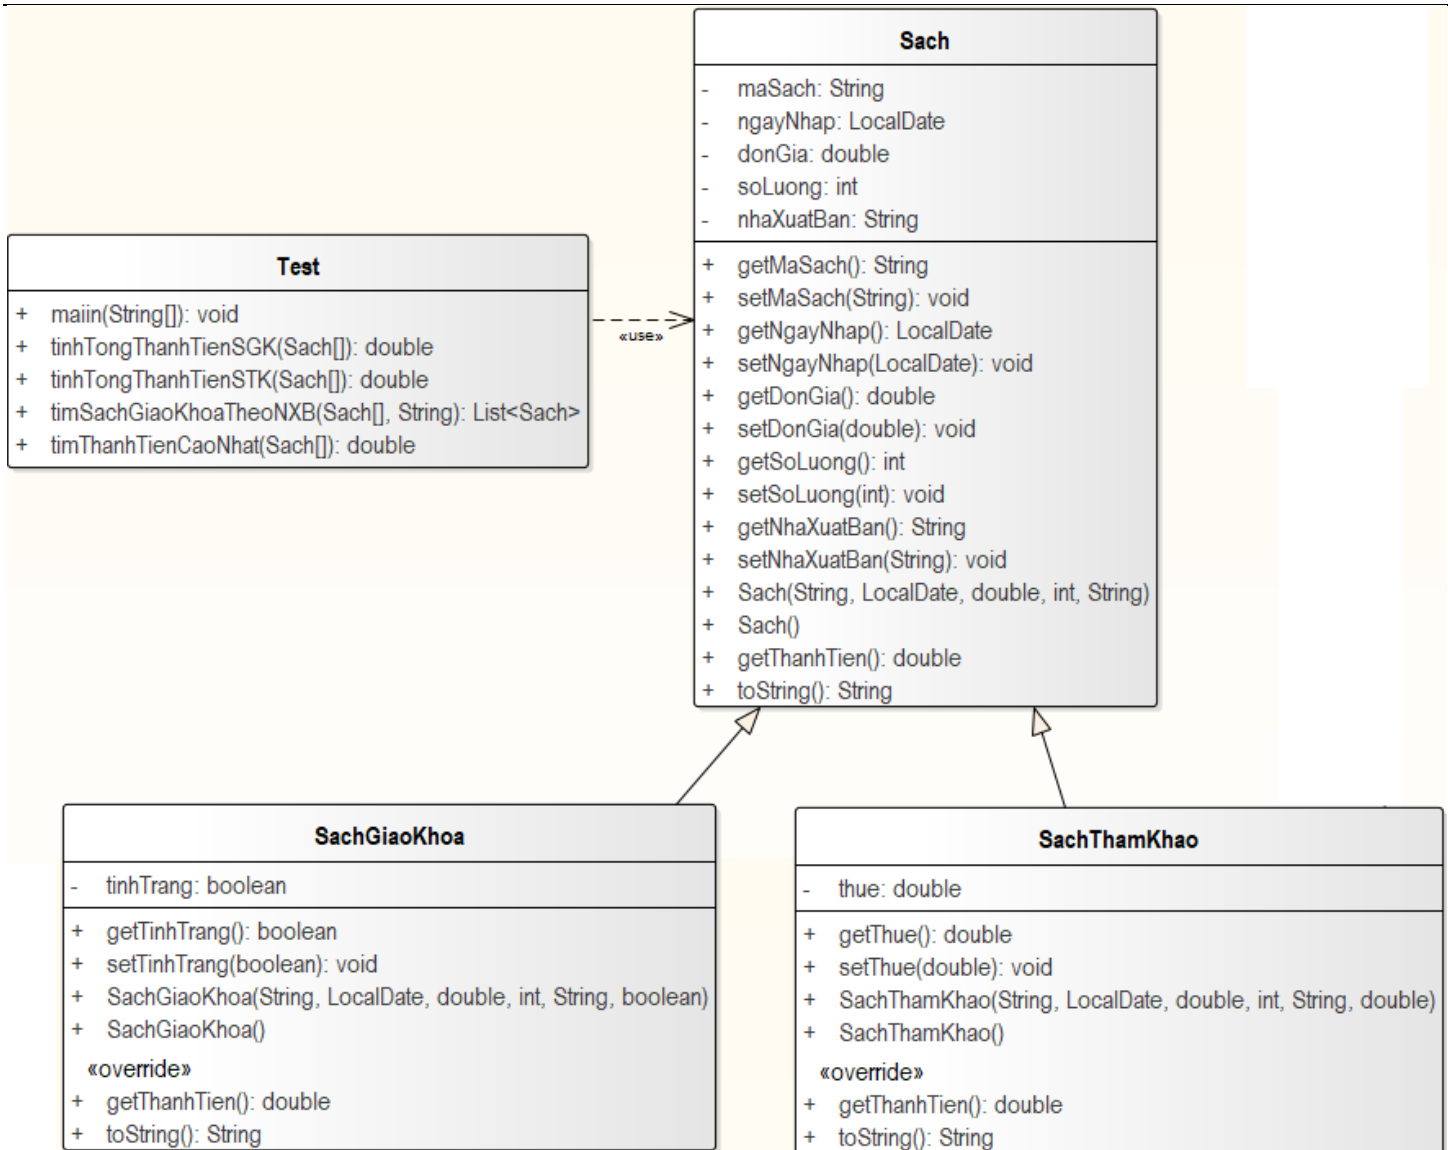 Sach
- maSach: String
- ngayNhap: LocalDate
- donGia: double
- soLuong: int
- nhaXuatBan: String
+ getMaSach(): String
+ setMaSach(String): void
+ getNgayNhap(): LocalDate
+ setNgayNhap(LocalDate): void
+ getDonGia(): double
+ setDonGia(double): void
+ getSoLuong(): int
+ setSoLuong(int): void
+ getNhaXuatBan(): String
+ setNhaXuatBan(String): void
+ Sach(String, LocalDate, double, int, String)
+ Sach()
+ getThanhTien(): double
+ toString(): String
Test
+ maiin(String[]): void
+ tinhTongThanhTienSGK(Sach[]): double
+ tinhTongThanhTienSTK(Sach[]): double
+ timSachGiaoKhoaTheoNXB(Sach[], String): List<Sach>
+ timThanhTienCaoNhat(Sach[]): double
«use»
SachGiaoKhoa
- tinhTrang: boolean
+ getTinhTrang(): boolean
+ setTinhTrang(boolean): void
+ SachGiaoKhoa(String, LocalDate, double, int, String, boolean)
+ SachGiaoKhoa()
«override»
+ getThanhTien(): double
+ toString(): String
SachThamKhao
- thue: double
+ getThue(): double
+ setThue(double): void
+ SachThamKhao(String, LocalDate, double, int, String, double)
+ SachThamKhao()
«override»
+ getThanhTien(): double
+ toString(): String